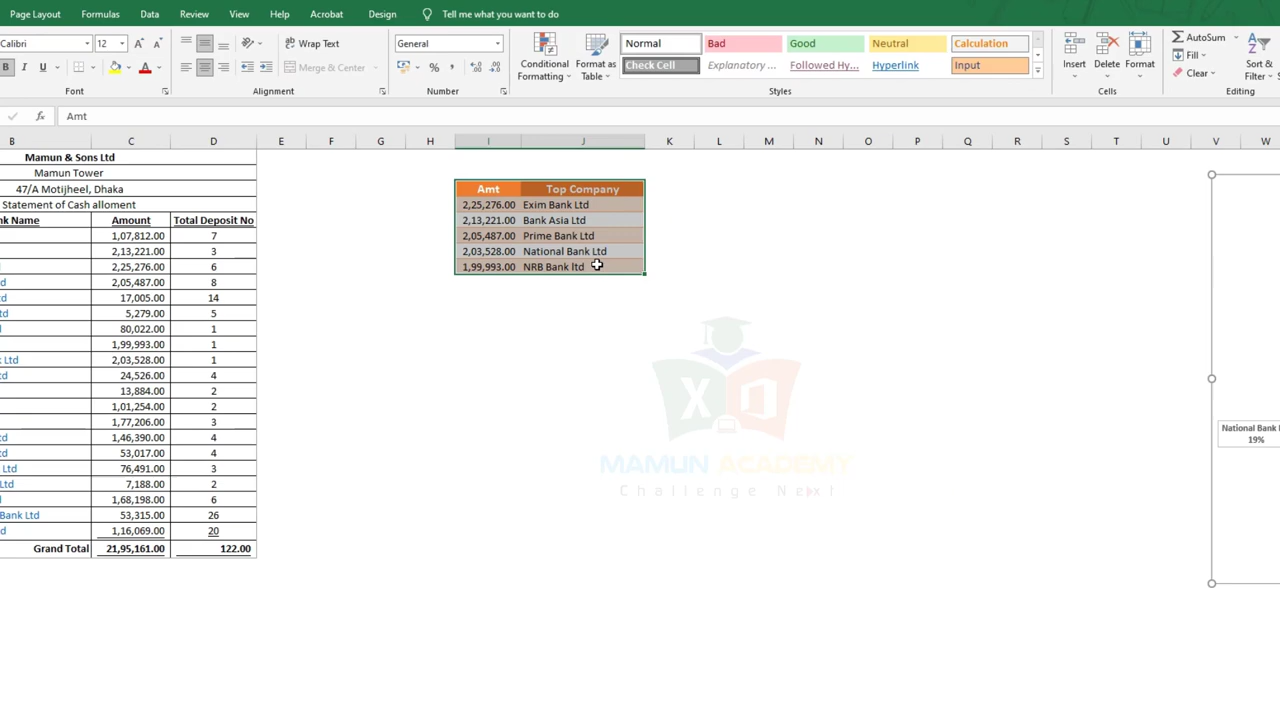 Page Layout Formulas Data Review View Help Acrobat Design Tell me what you want to do
Calibri 12 General Normal Bad Good Neutral Calculation
Wrap Text Merge & Center Conditional Formatting Format as Table Check Cell Explanatory ... Followed Hy... Hyperlink Input
Insert Delete Format AutoSum Fill Clear Sort & Filter
Font Alignment Number Styles Cells Editing
fx Amt
B C D E F G H I J K L M N O P Q R S T U V W
Mamun & Sons Ltd
Mamun Tower
47/A Motijheel, Dhaka
Statement of Cash alloment
nk Name Amount Total Deposit No
1,07,812.00 7
2,13,221.00 3
2,25,276.00 6
d 2,05,487.00 8
td 17,005.00 14
td 5,279.00 5
80,022.00 1
1,99,993.00 1
k Ltd 2,03,528.00 1
td 24,526.00 4
13,884.00 2
1,01,254.00 2
1,77,206.00 3
td 1,46,390.00 4
td 53,017.00 4
Ltd 76,491.00 3
Ltd 7,188.00 2
1,68,198.00 6
Bank Ltd 53,315.00 26
d 1,16,069.00 20
Grand Total 21,95,161.00 122.00
Amt Top Company
2,25,276.00 Exim Bank Ltd
2,13,221.00 Bank Asia Ltd
2,05,487.00 Prime Bank Ltd
2,03,528.00 National Bank Ltd
1,99,993.00 NRB Bank ltd
MAMUN ACADEMY
Challenge Next
National Bank
19%